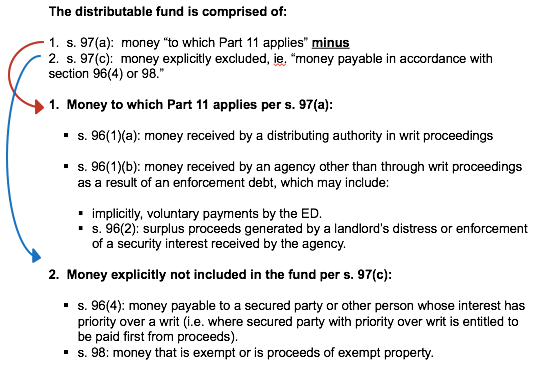 The distributable fund is comprised of:
1. s. 97(a): money “to which Part 11 applies” minus
2. s. 97(c): money explicitly excluded, ie. “money payable in accordance with
section 96(4) or 98.”
1. Money to which Part 11 applies per s. 97(a):
▪ s. 96(1)(a): money received by a distributing authority in writ proceedings
▪ s. 96(1)(b): money received by an agency other than through writ proceedings
as a result of an enforcement debt, which may include:
▪ implicitly, voluntary payments by the ED.
▪ s. 96(2): surplus proceeds generated by a landlord’s distress or enforcement
of a security interest received by the agency.
2. Money explicitly not included in the fund per s. 97(c):
▪ s. 96(4): money payable to a secured party or other person whose interest has
priority over a writ (i.e. where secured party with priority over writ is entitled to
be paid first from proceeds).
▪ s. 98: money that is exempt or is proceeds of exempt property.